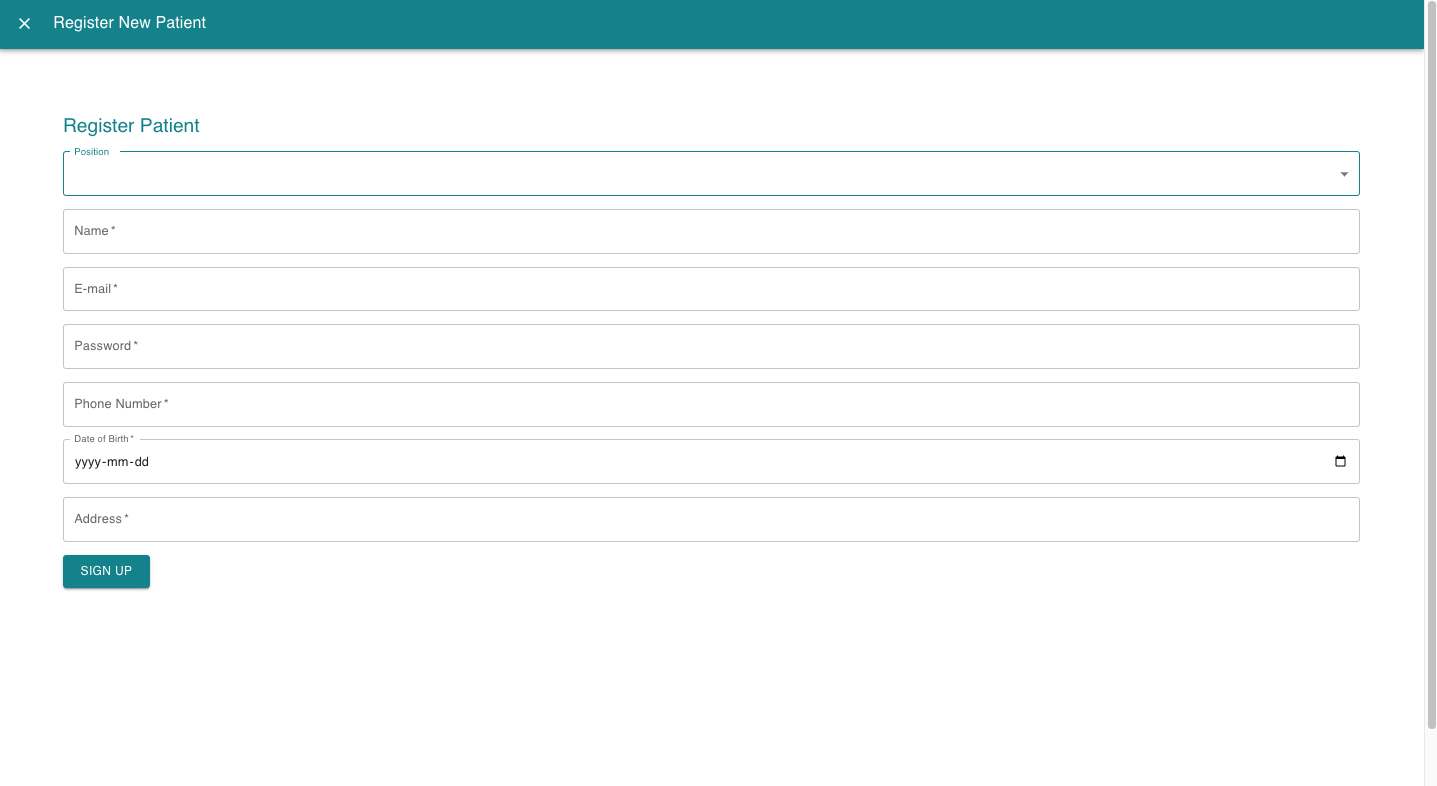 Register New Patient
Register Patient
Position
Name *
E-mail *
Password *
Phone Number *
Date of Birth *
yyyy-mm-dd
Address *
SIGN UP